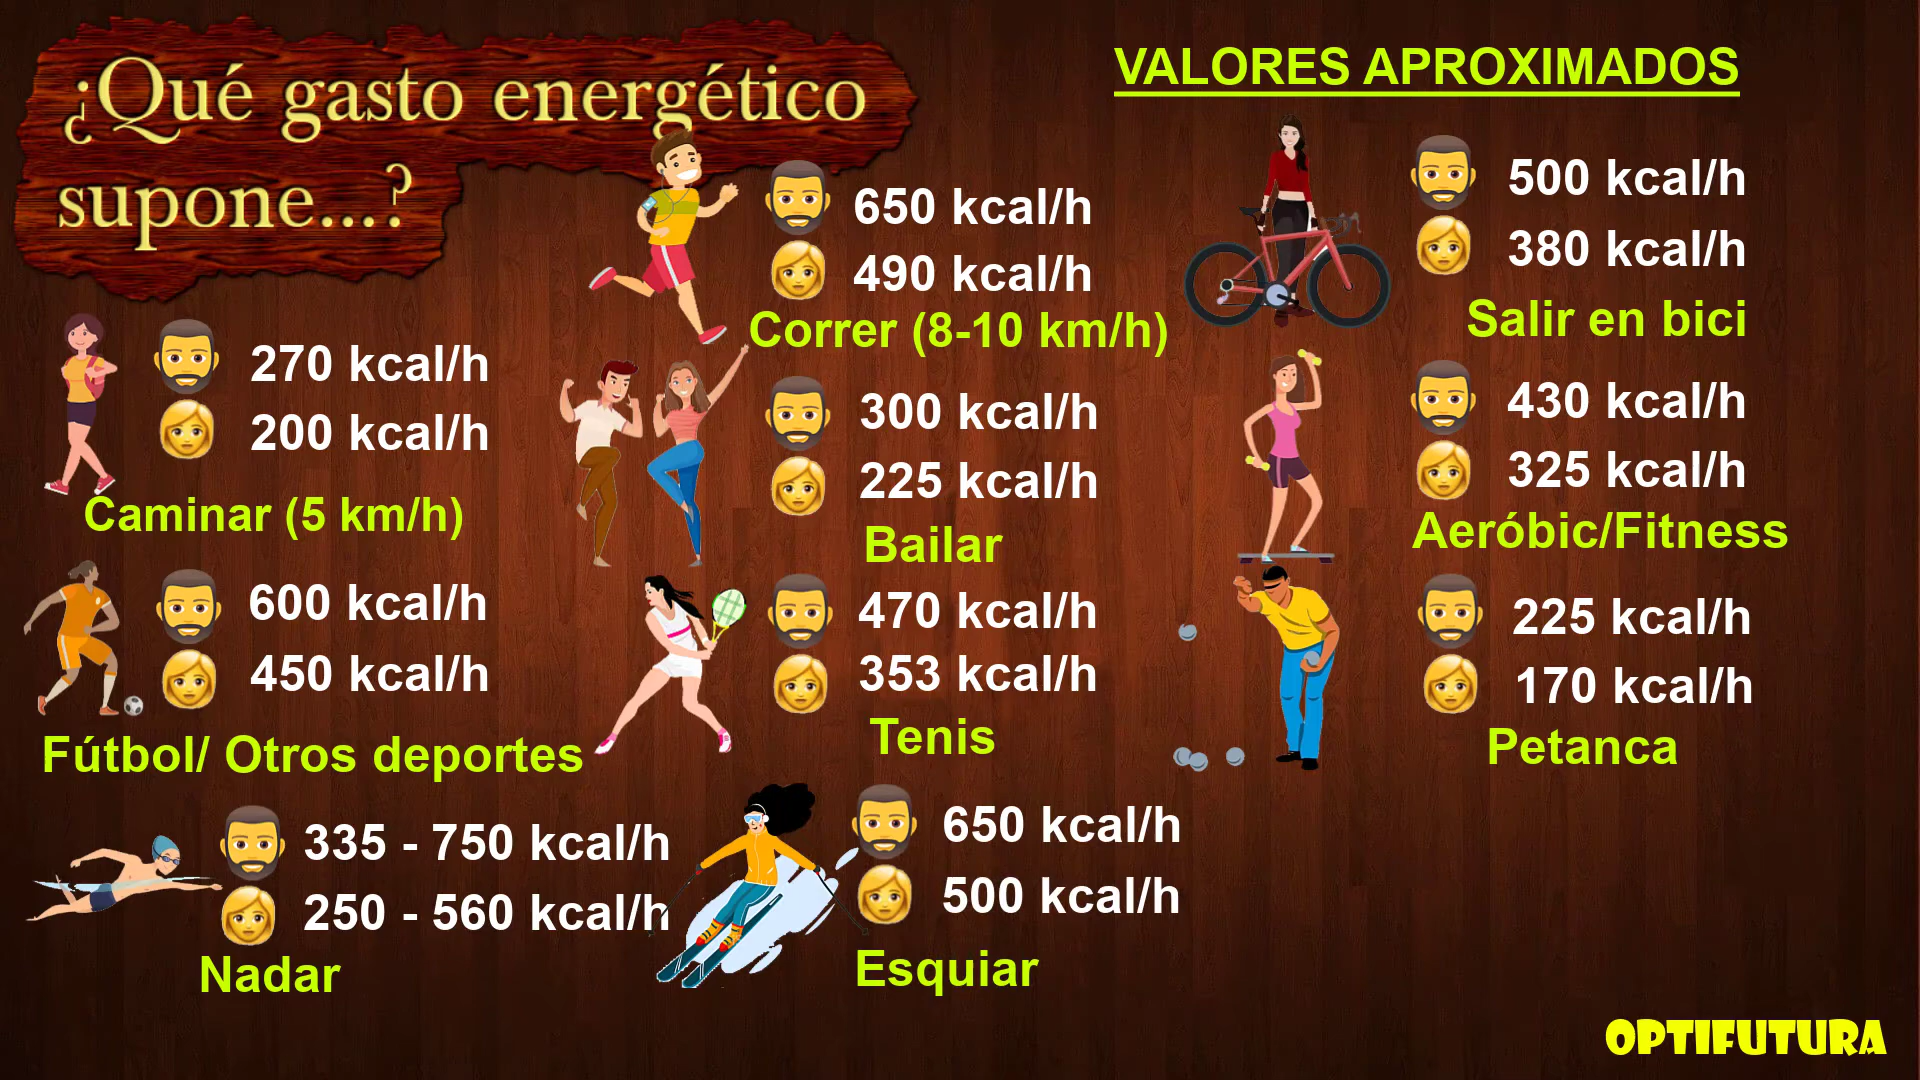 ¿Qué gasto energético
supone...?
VALORES APROXIMADOS
650 kcal/h
490 kcal/h
Correr (8-10 km/h)
500 kcal/h
380 kcal/h
Salir en bici
270 kcal/h
200 kcal/h
Caminar (5 km/h)
300 kcal/h
225 kcal/h
Bailar
430 kcal/h
325 kcal/h
Aeróbic/Fitness
600 kcal/h
450 kcal/h
Fútbol/ Otros deportes
470 kcal/h
353 kcal/h
Tenis
225 kcal/h
170 kcal/h
Petanca
335 - 750 kcal/h
250 - 560 kcal/h
Nadar
650 kcal/h
500 kcal/h
Esquiar
OPTIFUTURA